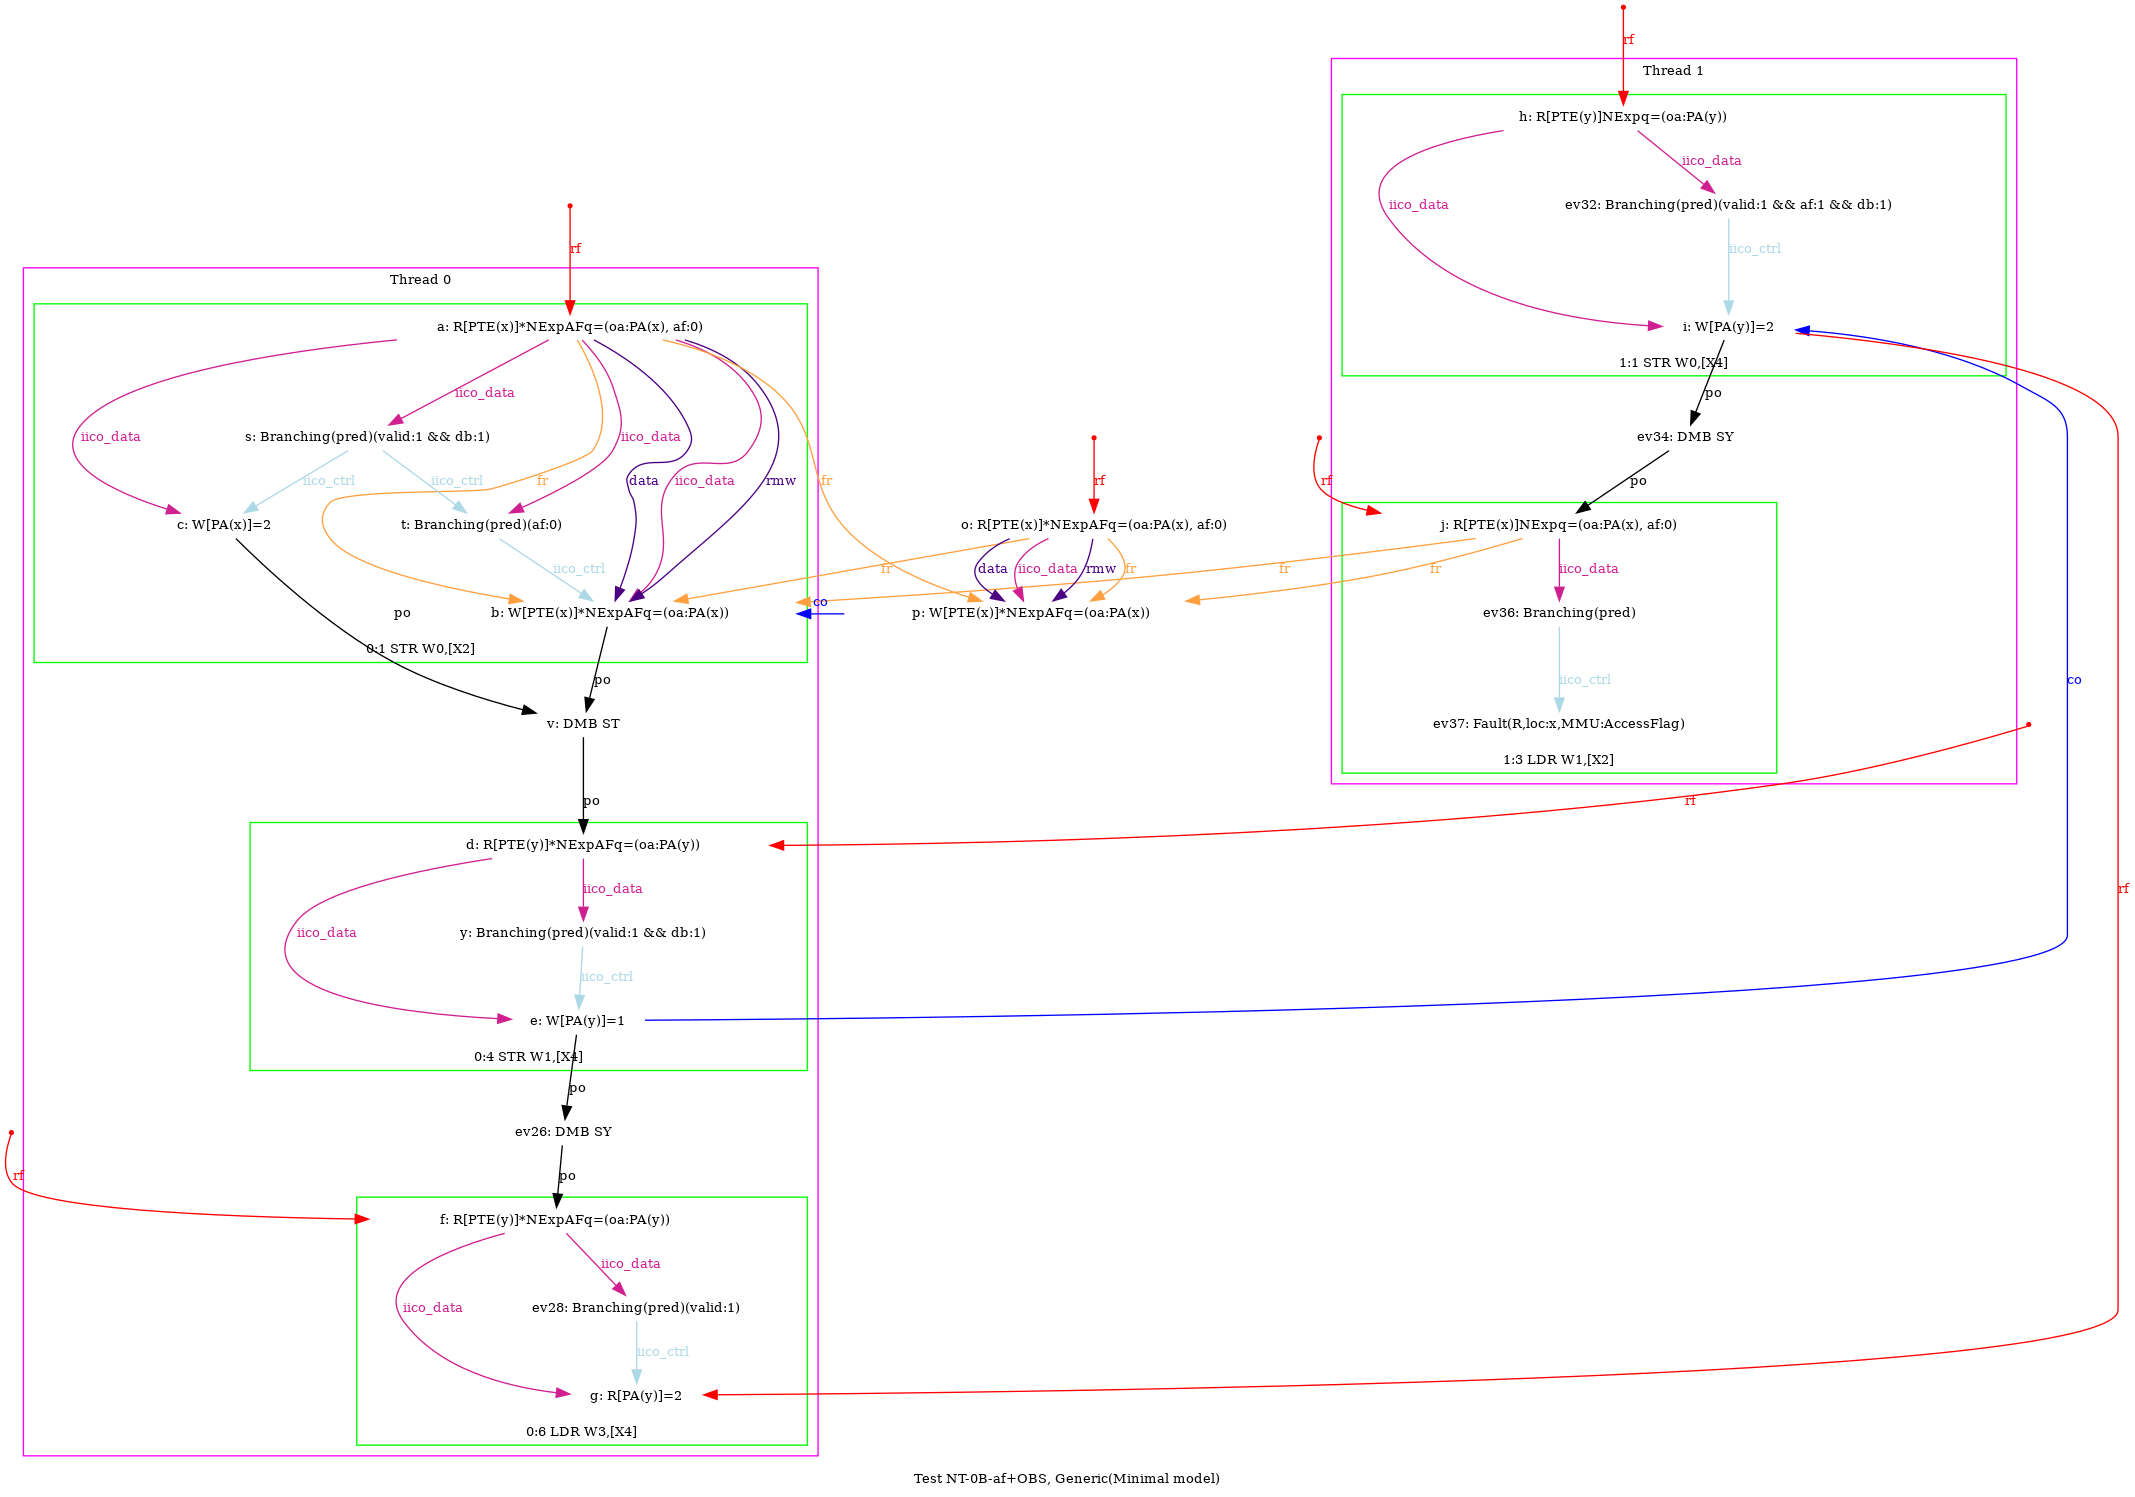 rf
Thread 1
h: R[PTE(y)]NExpq=(oa:PA(y))
iico_data
iico_data
ev32: Branching(pred)(valid:1 && af:1 && db:1)
rf
iico_ctrl
Thread 0
a: R[PTE(x)]*NExpAFq=(oa:PA(x), af:0)
i: W[PA(y)]=2
1:1 STR W0,[X4]
iico_data
po
iico_data
s: Branching(pred)(valid:1 && db:1)
iico_data
ev34: DMB SY
iico_ctrl
iico_ctrl
fr
data
iico_data
rmw
fr
rf
rf
po
c: W[PA(x)]=2
t: Branching(pred)(af:0)
o: R[PTE(x)]*NExpAFq=(oa:PA(x), af:0)
j: R[PTE(x)]NExpq=(oa:PA(x), af:0)
iico_ctrl
fr
data
iico_data
rmw
fr
fr
fr
iico_data
co
po
b: W[PTE(x)]*NExpAFq=(oa:PA(x))
p: W[PTE(x)]*NExpAFq=(oa:PA(x))
ev36: Branching(pred)
0:1 STR W0,[X2]
po
iico_ctrl
co
v: DMB ST
ev37: Fault(R,loc:x,MMU:AccessFlag)
1:3 LDR W1,[X2]
po
rf
d: R[PTE(y)]*NExpAFq=(oa:PA(y))
iico_data
rf
iico_data
y: Branching(pred)(valid:1 && db:1)
iico_ctrl
e: W[PA(y)]=1
0:4 STR W1,[X4]
po
ev26: DMB SY
rf
po
f: R[PTE(y)]*NExpAFq=(oa:PA(y))
iico_data
iico_data
ev28: Branching(pred)(valid:1)
iico_ctrl
g: R[PA(y)]=2
0:6 LDR W3,[X4]
Test NT-0B-af+OBS, Generic(Minimal model)